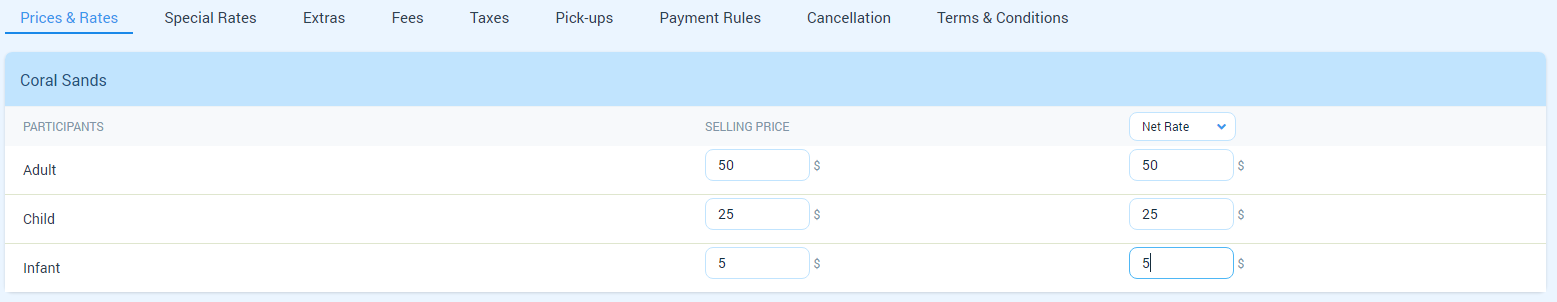 Prices & Rates Special Rates Extras Fees Taxes Pick-ups Payment Rules Cancellation Terms & Conditions
Coral Sands
PARTICIPANTS SELLING PRICE Net Rate
Adult 50 $ 50 $
Child 25 $ 25 $
Infant 5 $ 5 $